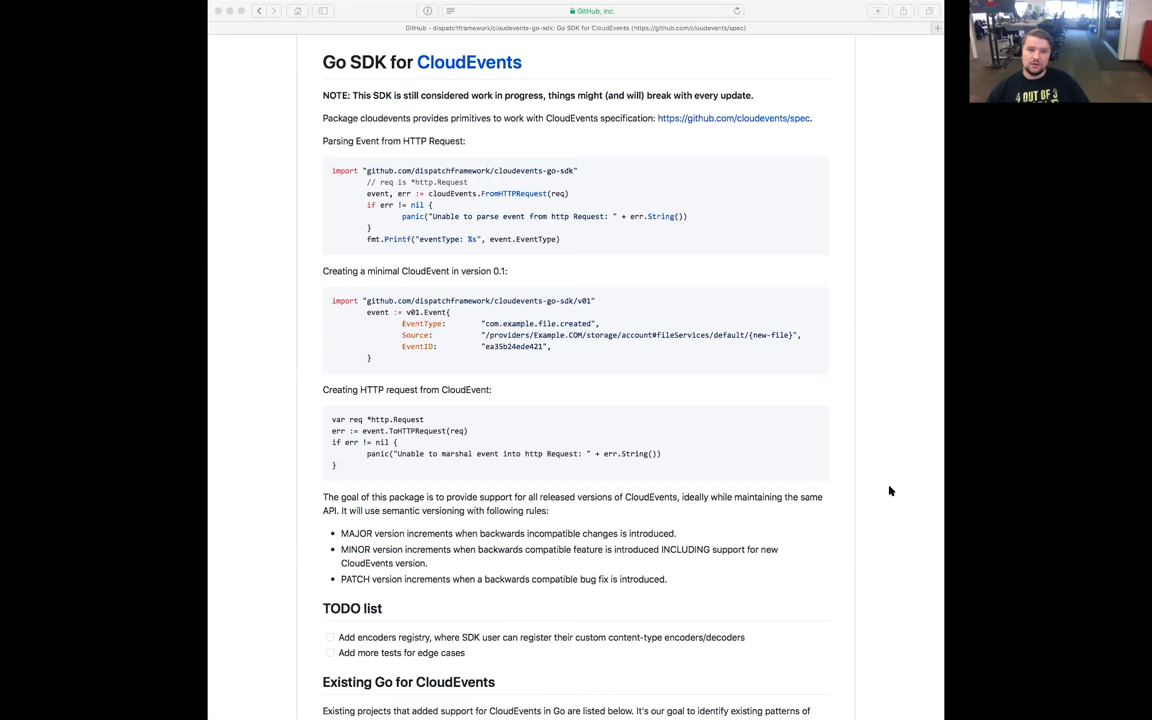 GitHub, Inc.
GitHub - dispatchframework/cloudevents-go-sdk: Go SDK for CloudEvents (https://github.com/cloudevents/spec)
Go SDK for CloudEvents
NOTE: This SDK is still considered work in progress, things might (and will) break with every update.
Package cloudevents provides primitives to work with CloudEvents specification: https://github.com/cloudevents/spec.
Parsing Event from HTTP Request:
import "github.com/dispatchframework/cloudevents-go-sdk"
// req is *http.Request
event, err := cloudEvents.FromHTTPRequest(req)
if err != nil {
panic("Unable to parse event from http Request: " + err.String())
}
fmt.Printf("eventType: %s", event.EventType)
Creating a minimal CloudEvent in version 0.1:
import "github.com/dispatchframework/cloudevents-go-sdk/v01"
event := v01.Event{
EventType: "com.example.file.created",
Source: "/providers/Example.COM/storage/account#fileServices/default/{new-file}",
EventID: "ea35b24ede421",
}
Creating HTTP request from CloudEvent:
var req *http.Request
err := event.ToHTTPRequest(req)
if err != nil {
panic("Unable to marshal event into http Request: " + err.String())
}
The goal of this package is to provide support for all released versions of CloudEvents, ideally while maintaining the same
API. It will use semantic versioning with following rules:
• MAJOR version increments when backwards incompatible changes is introduced.
• MINOR version increments when backwards compatible feature is introduced INCLUDING support for new
CloudEvents version.
• PATCH version increments when a backwards compatible bug fix is introduced.
TODO list
Add encoders registry, where SDK user can register their custom content-type encoders/decoders
Add more tests for edge cases
Existing Go for CloudEvents
Existing projects that added support for CloudEvents in Go are listed below. It's our goal to identify existing patterns of
4 OUT OF 3